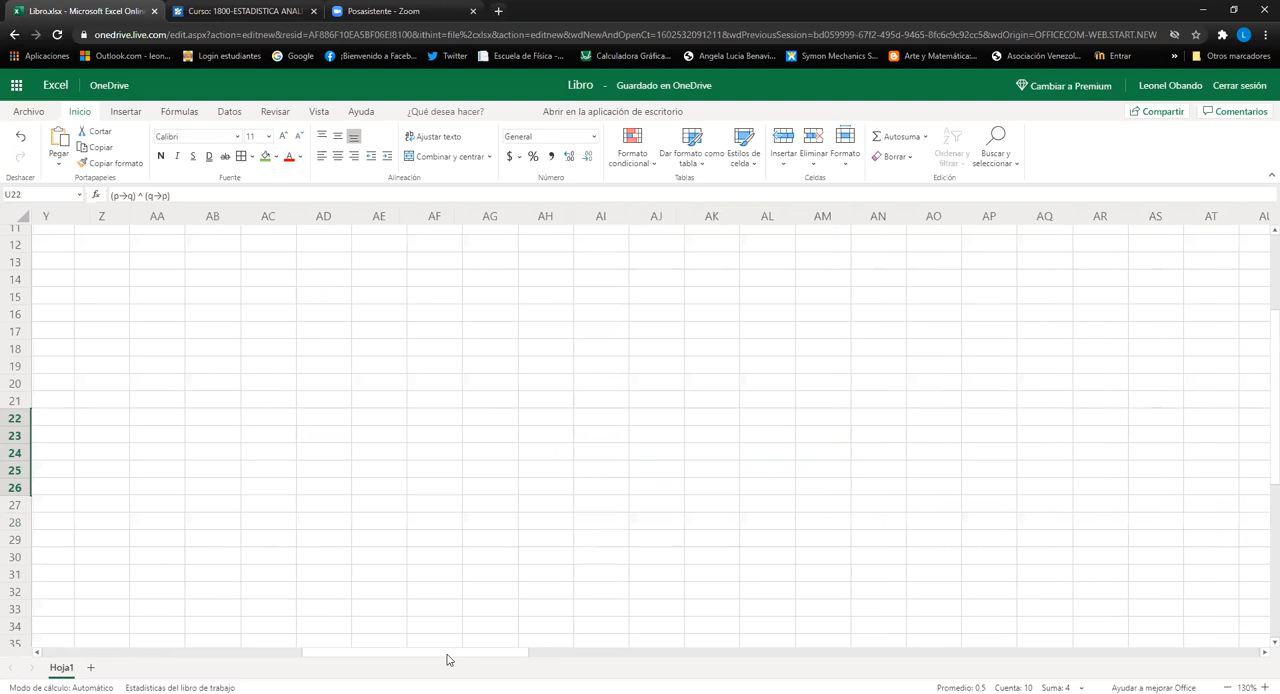 Libro.xlsx - Microsoft Excel Onlin
Curso: 1800-ESTADISTICA ANAL
Posasistente - Zoom
onedrive.live.com/edit.aspx?action=editnew&resid=AF886F10EA5BF06E!8100&ithint=file%2cxlsx&action=editnew&wdNewAndOpenCt=1602532091211&wdPreviousSession=bd059999-67f2-495d-9465-8fc6c9c92cc5&wdOrigin=OFFICECOM-WEB.START.NEW
Aplicaciones Outlook.com - leon... Login estudiantes Google ¡Bienvenido a Faceb... Twitter Escuela de Física -... Calculadora Gráfica... Angela Lucia Benavi... Symon Mechanics S... Arte y Matemática:... Asociación Venezol... Entrar » Otros marcadores
Excel OneDrive Libro - Guardado en OneDrive Cambiar a Premium Leonel Obando Cerrar sesión
Archivo Inicio Insertar Fórmulas Datos Revisar Vista Ayuda ¿Qué desea hacer? Abrir en la aplicación de escritorio Compartir Comentarios
Pegar Cortar Copiar Copiar formato
Calibri 11
N K S D ab
Ajustar texto
Combinar y centrar
General
$ %
Formato condicional Dar formato como tabla Estilos de celda
Insertar Eliminar Formato
Autosuma
Borrar
Ordenar y filtrar Buscar y seleccionar
Deshacer Portapapeles Fuente Alineación Número Tablas Celdas Edición
U22 fx (p→q) ^ (q→p)
Y Z AA AB AC AD AE AF AG AH AI AJ AK AL AM AN AO AP AQ AR AS AT AU
11
12
13
14
15
16
17
18
19
20
21
22
23
24
25
26
27
28
29
30
31
32
33
34
35
Hoja1 +
Modo de cálculo: Automático Estadísticas del libro de trabajo Promedio: 0,5 Cuenta: 10 Suma: 4 Ayudar a mejorar Office 130%